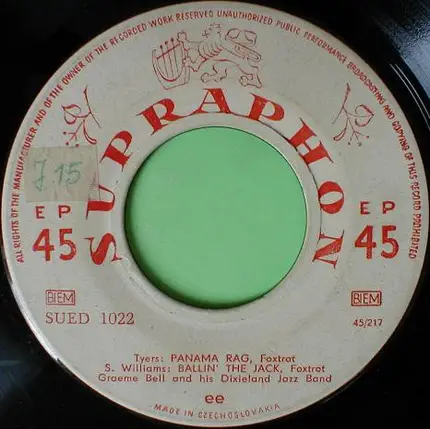 ALL RIGHTS OF THE MANUFACTURER AND OF THE OWNER OF THE RECORDED WORK RESERVED UNAUTHORIZED PUBLIC PERFORMANCE BROADCASTING AND COPYING OF THIS RECORD PROHIBITED
SUPRAPHON
J 15
EP EP
45 45
BIEM BIEM
SUED 1022 45/217
Tyers: PANAMA RAG, Foxtrot
S. Williams: BALLIN' THE JACK, Foxtrot
Graeme Bell and his Dixieland Jazz Band
ee
MADE IN CZECHOSLOVAKIA